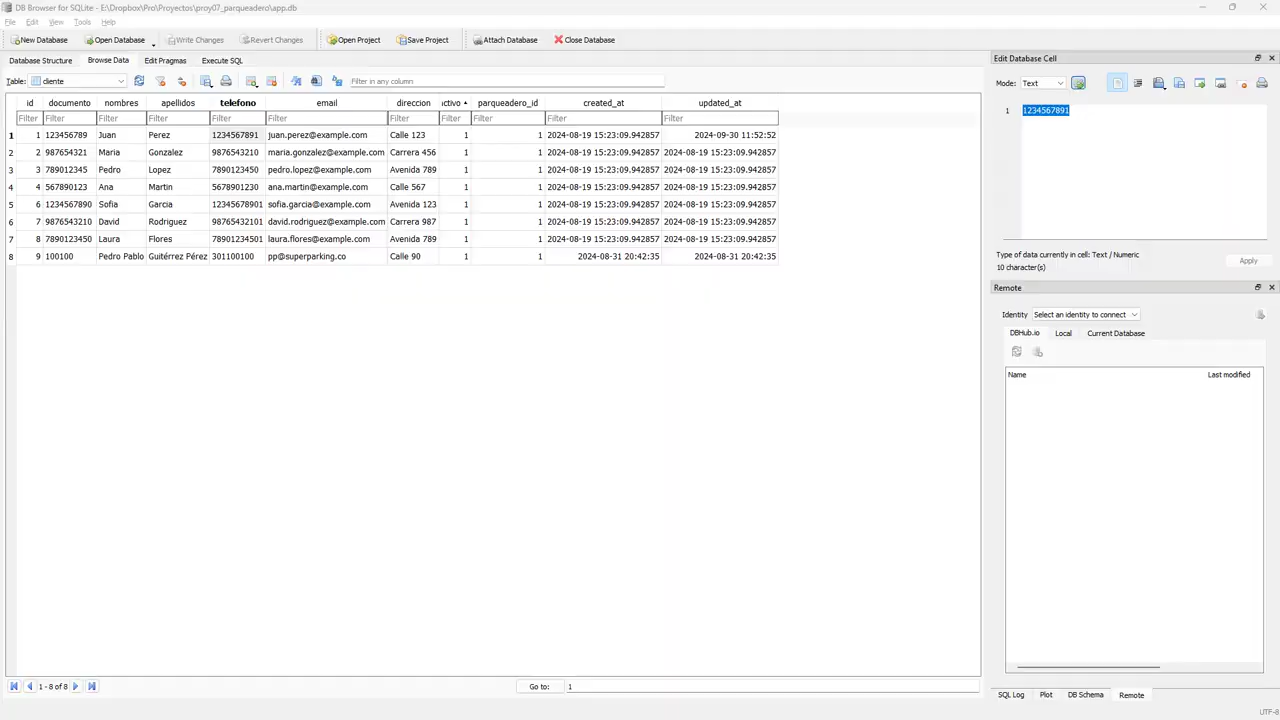 DB Browser for SQLite - E:\Dropbox\Pro\Proyectos\proy07_parqueadero\app.db
File Edit View Tools Help
New Database Open Database Write Changes Revert Changes Open Project Save Project Attach Database Close Database
Database Structure Browse Data Edit Pragmas Execute SQL
Table: cliente Filter in any column
id documento nombres apellidos telefono email direccion ctivo parqueadero_id created_at updated_at
Filter Filter Filter Filter Filter Filter Filter Filter Filter Filter Filter
1 1 123456789 Juan Perez 1234567891 juan.perez@example.com Calle 123 1 1 2024-08-19 15:23:09.942857 2024-09-30 11:52:52
2 2 987654321 Maria Gonzalez 9876543210 maria.gonzalez@example.com Carrera 456 1 1 2024-08-19 15:23:09.942857 2024-08-19 15:23:09.942857
3 3 789012345 Pedro Lopez 7890123450 pedro.lopez@example.com Avenida 789 1 1 2024-08-19 15:23:09.942857 2024-08-19 15:23:09.942857
4 4 567890123 Ana Martin 5678901230 ana.martin@example.com Calle 567 1 1 2024-08-19 15:23:09.942857 2024-08-19 15:23:09.942857
5 6 1234567890 Sofia Garcia 12345678901 sofia.garcia@example.com Avenida 123 1 1 2024-08-19 15:23:09.942857 2024-08-19 15:23:09.942857
6 7 9876543210 David Rodriguez 98765432101 david.rodriguez@example.com Carrera 987 1 1 2024-08-19 15:23:09.942857 2024-08-19 15:23:09.942857
7 8 7890123450 Laura Flores 78901234501 laura.flores@example.com Avenida 789 1 1 2024-08-19 15:23:09.942857 2024-08-19 15:23:09.942857
8 9 100100 Pedro Pablo Guitérrez Pérez 301100100 pp@superparking.co Calle 90 1 1 2024-08-31 20:42:35 2024-08-31 20:42:35
1 - 8 of 8 Go to: 1
Edit Database Cell
Mode: Text
1 1234567891
Type of data currently in cell: Text / Numeric
10 character(s)
Apply
Remote
Identity Select an identity to connect
DBHub.io Local Current Database
Name Last modified
SQL Log Plot DB Schema Remote
UTF-8